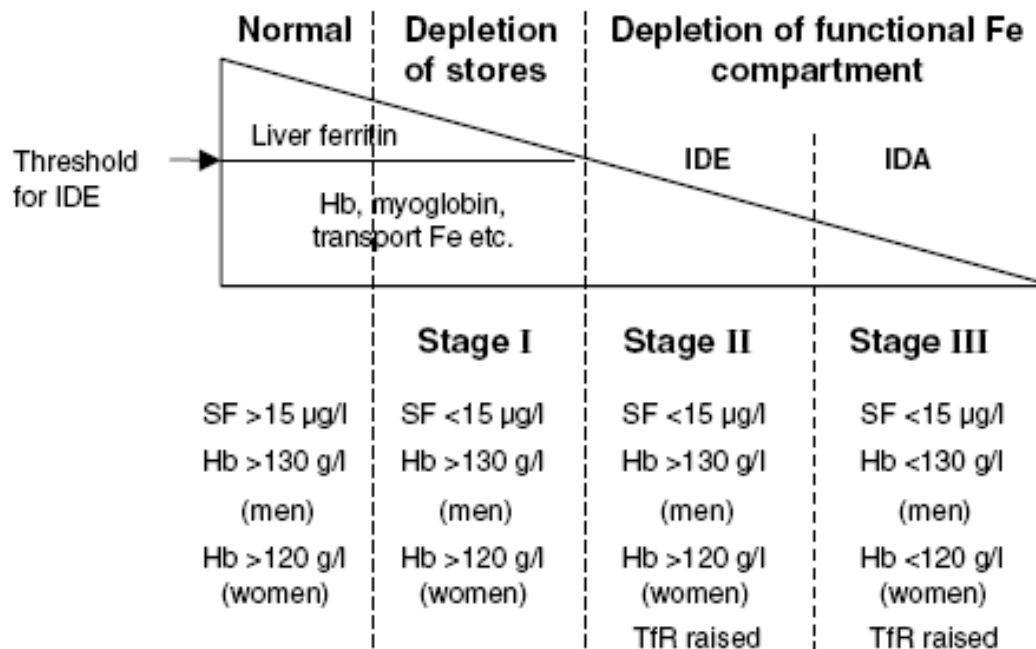 Normal
Depletion
of stores
Depletion of functional Fe
compartment
Threshold
for IDE
Liver ferritin
Hb, myoglobin,
transport Fe etc.
IDE
IDA
Stage I
Stage II
Stage III
SF >15 µg/l
SF <15 µg/l
SF <15 µg/l
SF <15 µg/l
Hb >130 g/l
Hb >130 g/l
Hb >130 g/l
Hb <130 g/l
(men)
(men)
(men)
(men)
Hb >120 g/l
Hb >120 g/l
Hb >120 g/l
Hb <120 g/l
(women)
(women)
(women)
(women)
TfR raised
TfR raised